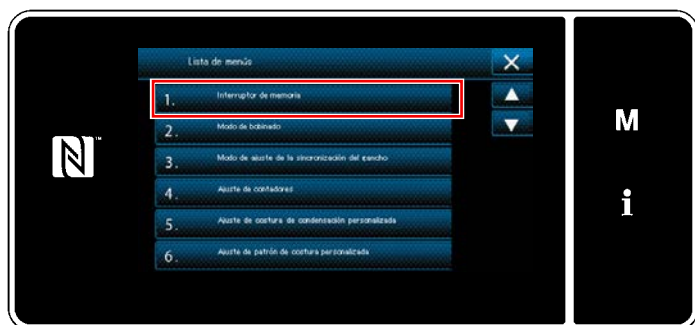 Lista de menús
1. Interruptor de memoria
2. Modo de bobinado
3. Modo de ajuste de la sincronización del gancho
4. Ajuste de contadores
5. Ajuste de costura de condensación personalizada
6. Ajuste de patrón de costura personalizada
M
i